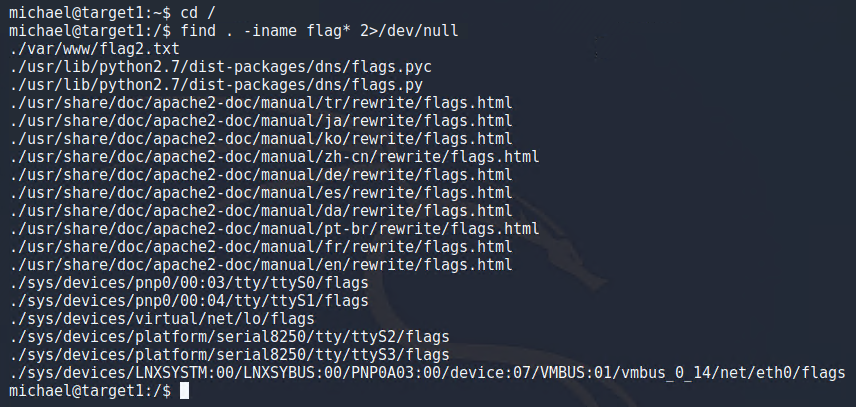 michael@target1:~$ cd /
michael@target1:/$ find . -iname flag* 2>/dev/null
./var/www/flag2.txt
./usr/lib/python2.7/dist-packages/dns/flags.pyc
./usr/lib/python2.7/dist-packages/dns/flags.py
./usr/share/doc/apache2-doc/manual/tr/rewrite/flags.html
./usr/share/doc/apache2-doc/manual/ja/rewrite/flags.html
./usr/share/doc/apache2-doc/manual/ko/rewrite/flags.html
./usr/share/doc/apache2-doc/manual/zh-cn/rewrite/flags.html
./usr/share/doc/apache2-doc/manual/de/rewrite/flags.html
./usr/share/doc/apache2-doc/manual/es/rewrite/flags.html
./usr/share/doc/apache2-doc/manual/da/rewrite/flags.html
./usr/share/doc/apache2-doc/manual/pt-br/rewrite/flags.html
./usr/share/doc/apache2-doc/manual/fr/rewrite/flags.html
./usr/share/doc/apache2-doc/manual/en/rewrite/flags.html
./sys/devices/pnp0/00:03/tty/ttyS0/flags
./sys/devices/pnp0/00:04/tty/ttyS1/flags
./sys/devices/virtual/net/lo/flags
./sys/devices/platform/serial8250/tty/ttyS2/flags
./sys/devices/platform/serial8250/tty/ttyS3/flags
./sys/devices/LNXSYSTM:00/LNXSYBUS:00/PNP0A03:00/device:07/VMBUS:01/vmbus_0_14/net/eth0/flags
michael@target1:/$